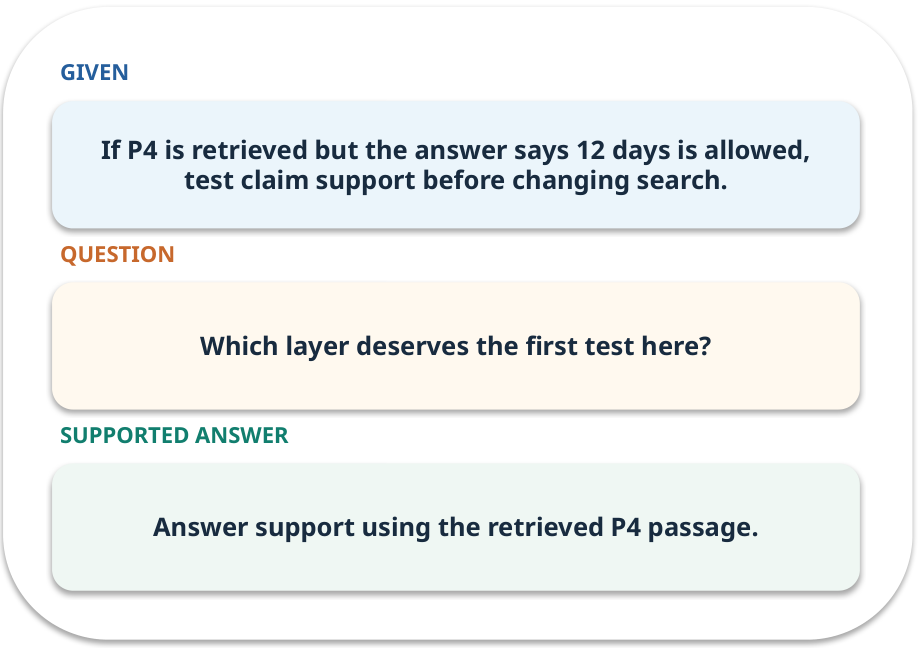 GIVEN
If P4 is retrieved but the answer says 12 days is allowed,
test claim support before changing search.
QUESTION
Which layer deserves the first test here?
SUPPORTED ANSWER
Answer support using the retrieved P4 passage.